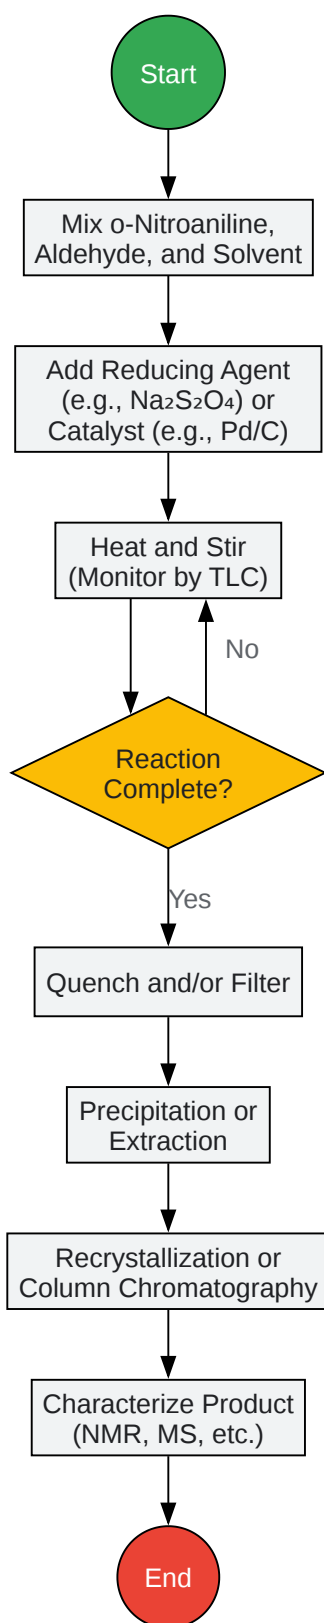 Start
Mix o-Nitroaniline,
Aldehyde, and Solvent
Add Reducing Agent
(e.g., Na₂S₂O₄) or
Catalyst (e.g., Pd/C)
Heat and Stir
(Monitor by TLC)
No
Reaction
Complete?
Yes
Quench and/or Filter
Precipitation or
Extraction
Recrystallization or
Column Chromatography
Characterize Product
(NMR, MS, etc.)
End